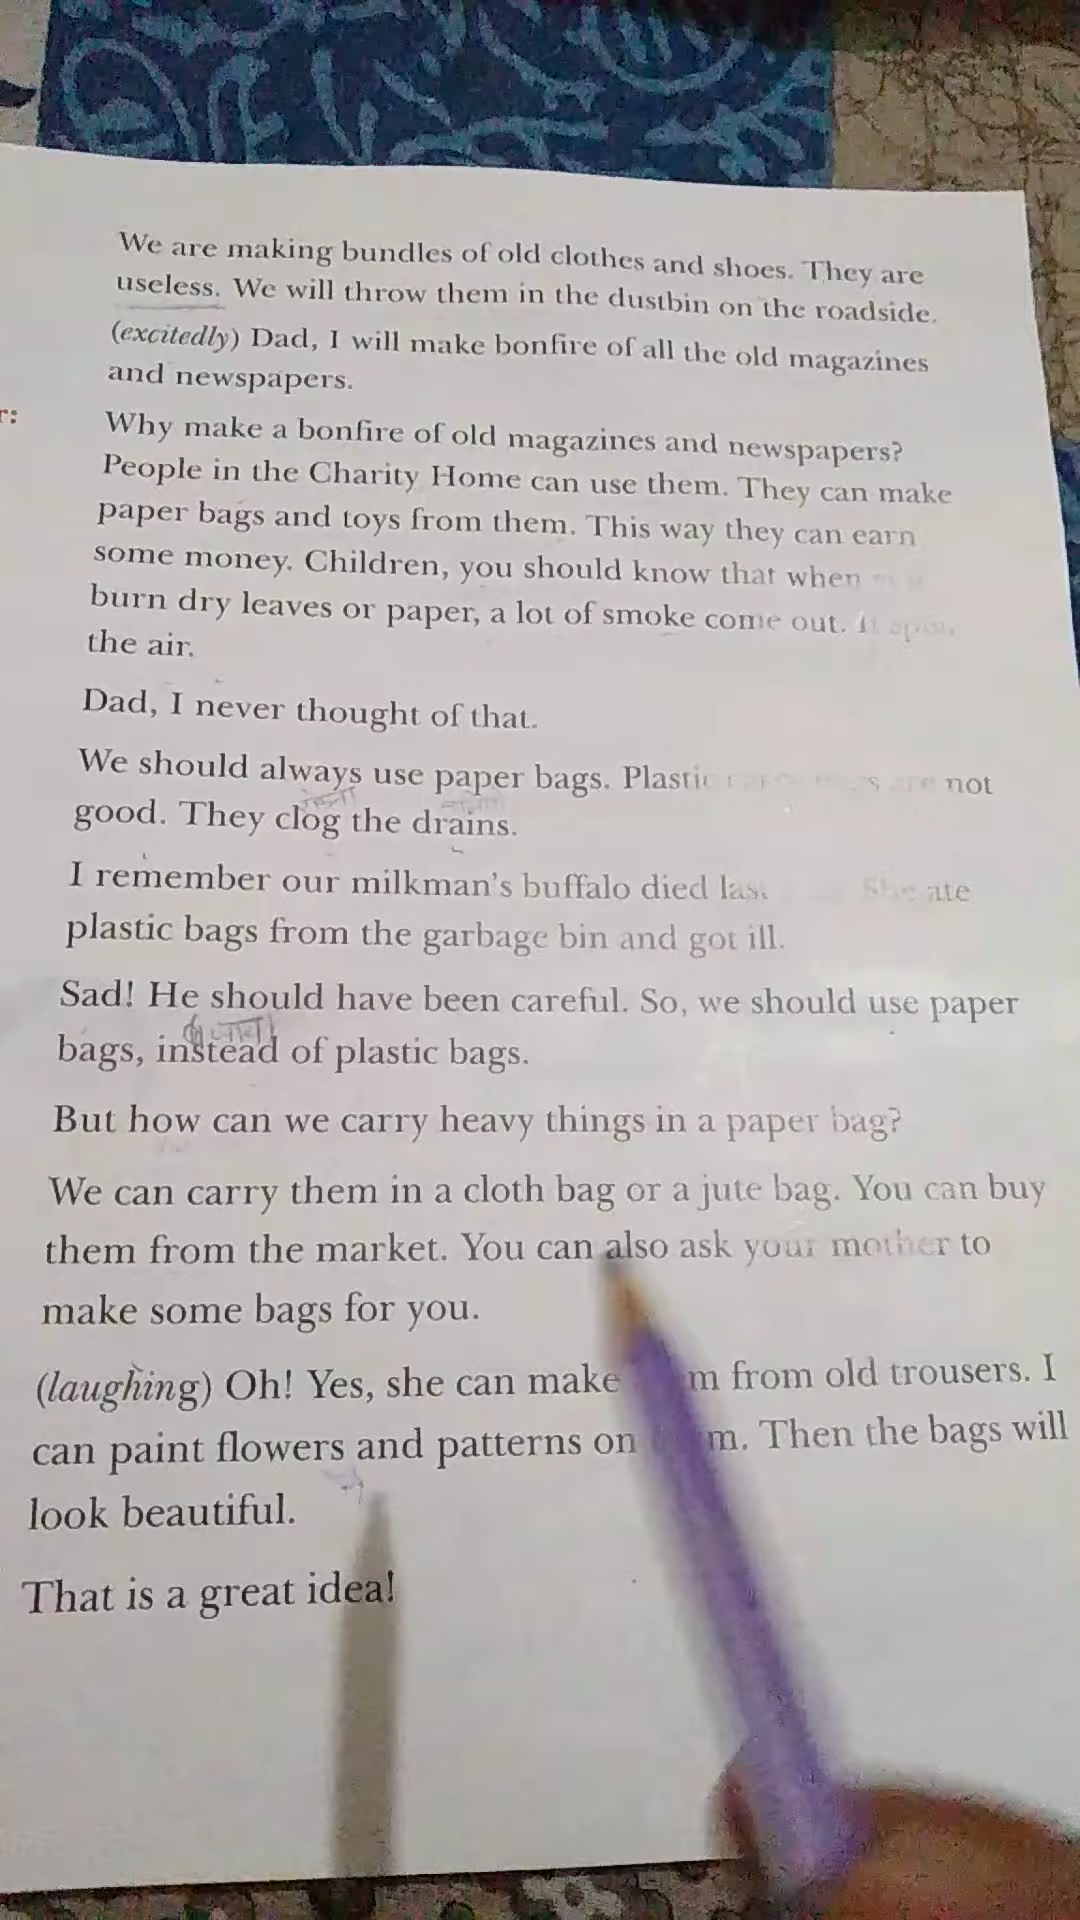 We are making bundles of old clothes and shoes. They are
useless. We will throw them in the dustbin on the roadside.
(excitedly) Dad, I will make bonfire of all the old magazines
and newspapers.
r:
Why make a bonfire of old magazines and newspapers?
People in the Charity Home can use them. They can make
paper bags and toys from them. This way they can earn
some money. Children, you should know that when
burn dry leaves or paper, a lot of smoke come out. It
the air.
Dad, I never thought of that.
We should always use paper bags. Plastic are not
good. They clog the drains.
I remember our milkman's buffalo died She ate
plastic bags from the garbage bin and got ill.
Sad! He should have been careful. So, we should use paper
bags, instead of plastic bags.
But how can we carry heavy things in a paper bag?
We can carry them in a cloth bag or a jute bag. You can buy
them from the market. You can also ask your mother to
make some bags for you.
(laughing) Oh! Yes, she can make from old trousers. I
can paint flowers and patterns on Then the bags will
look beautiful.
That is a great idea!